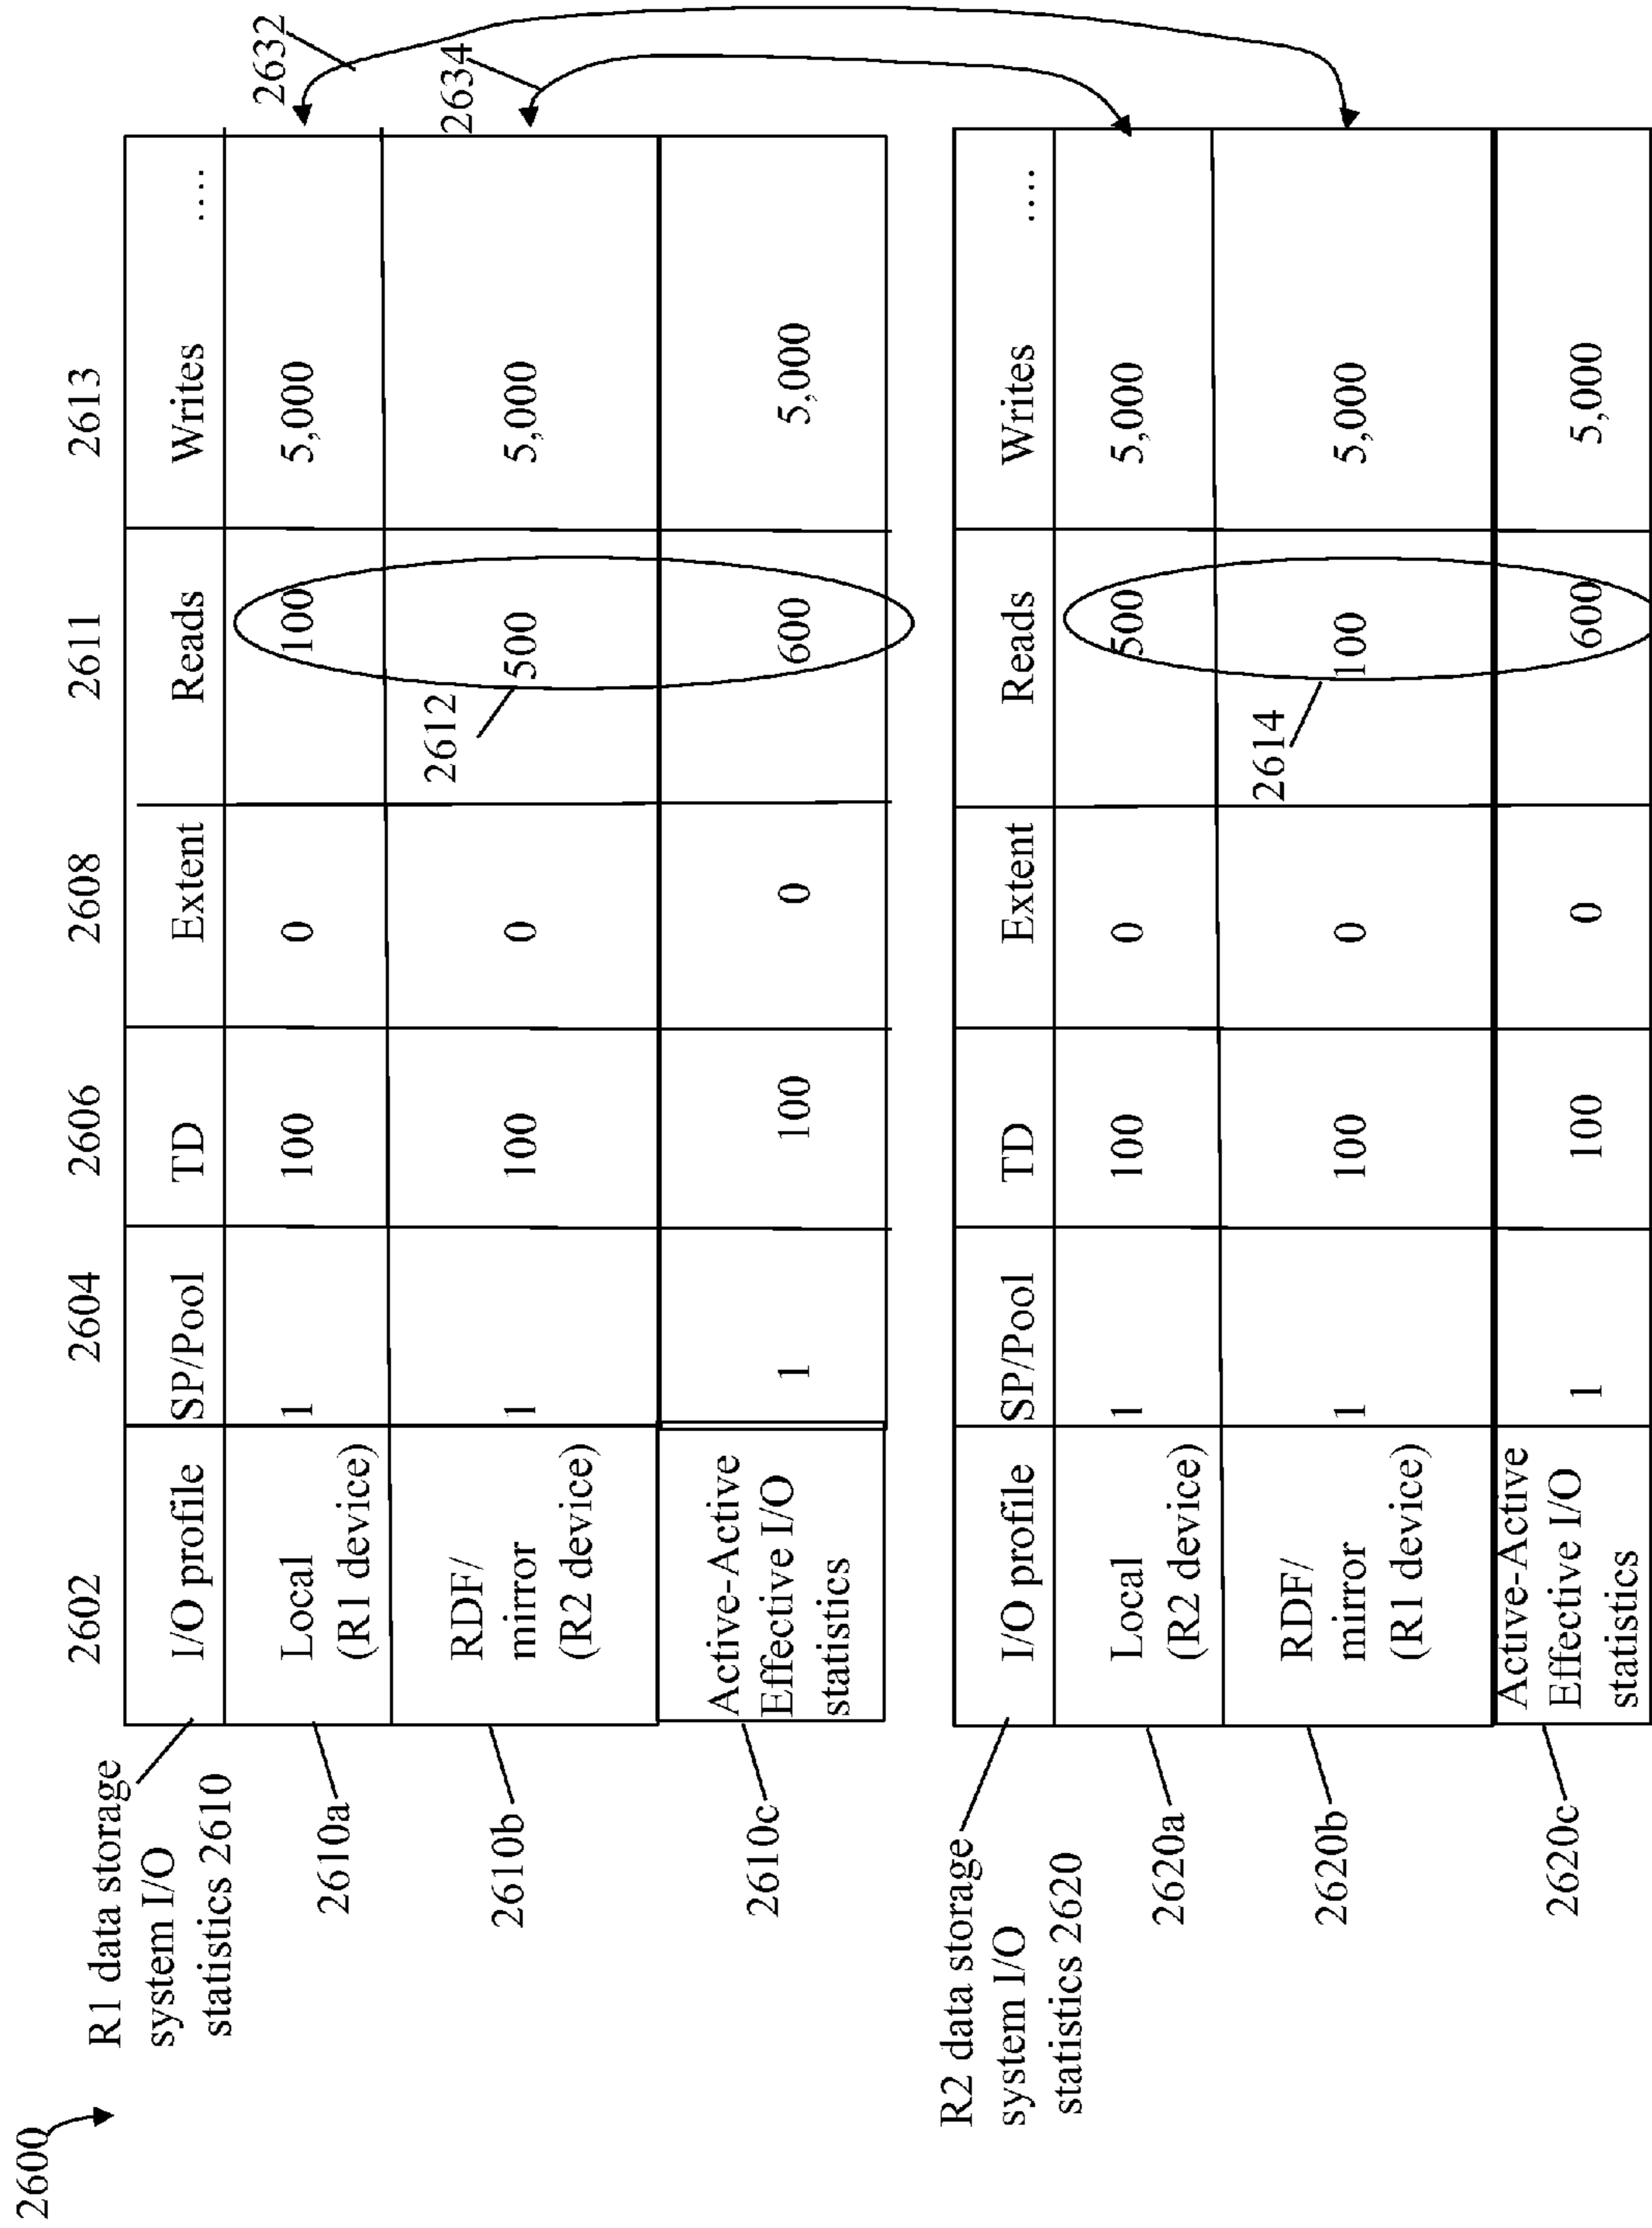 2600
2602 2604 2606 2608 2611 2613
R1 data storage
system I/O
statistics 2610
I/O profile SP/Pool TD Extent Reads Writes ....
2632
2610a
Local
(R1 device)
1 100 0 100 5,000
2634
2610b
RDF/
mirror
(R2 device)
1 100 0 500 5,000
2612
2610c
Active-Active
Effective I/O
statistics
1 100 0 600 5,000
R2 data storage
system I/O
statistics 2620
I/O profile SP/Pool TD Extent Reads Writes ....
2620a
Local
(R2 device)
1 100 0 500 5,000
2614
2620b
RDF/
mirror
(R1 device)
1 100 0 100 5,000
2620c
Active-Active
Effective I/O
statistics
1 100 0 600 5,000